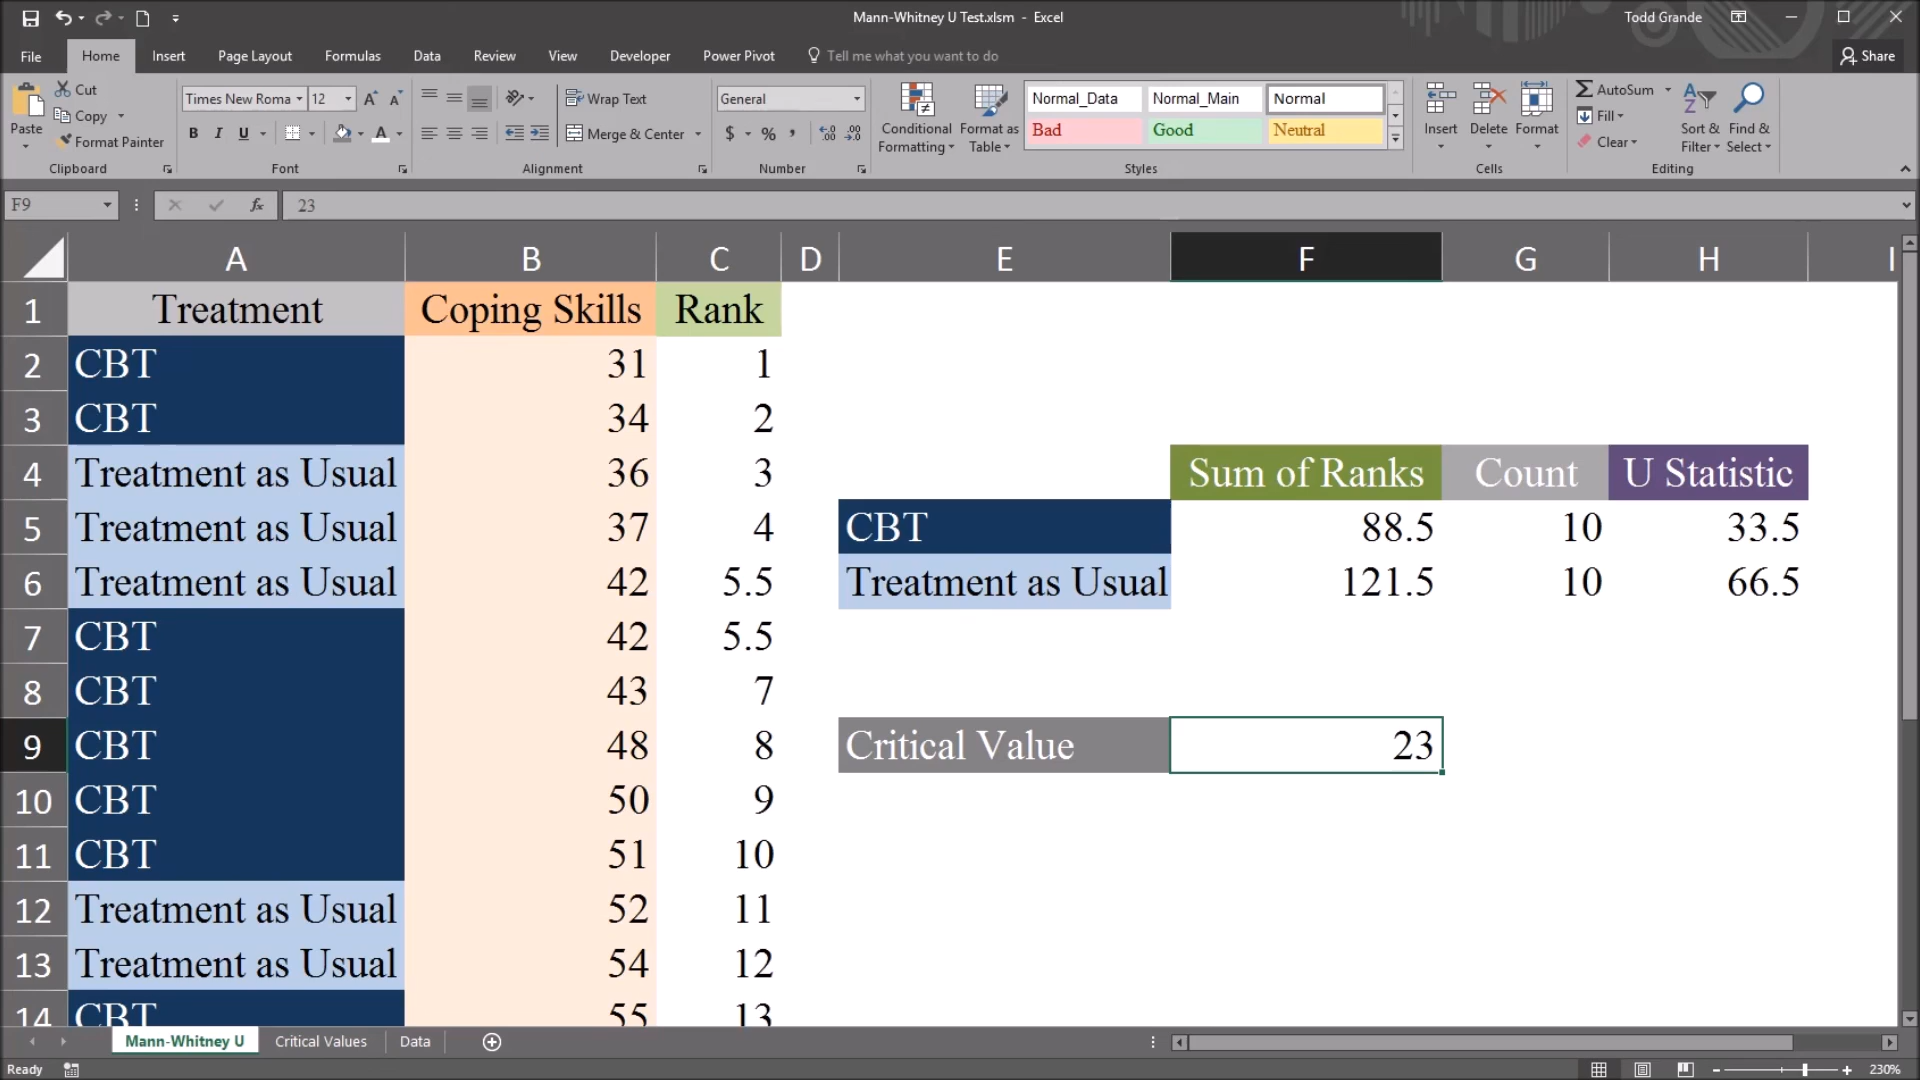 Mann-Whitney U Test.xlsm - Excel
Todd Grande
File Home Insert Page Layout Formulas Data Review View Developer Power Pivot Tell me what you want to do Share
Paste
Cut
Copy
Format Painter
Clipboard
Times New Roma 12
B I U
Font
Wrap Text
Merge & Center
Alignment
General
$ % ,
Number
Conditional Formatting
Format as Table
Normal_Data Normal_Main Normal
Bad Good Neutral
Styles
Insert Delete Format
Cells
AutoSum
Fill
Clear
Sort & Filter
Find & Select
Editing
F9 fx 23
A B C D E F G H I
1 Treatment Coping Skills Rank
2 CBT 31 1
3 CBT 34 2
4 Treatment as Usual 36 3 Sum of Ranks Count U Statistic
5 Treatment as Usual 37 4 CBT 88.5 10 33.5
6 Treatment as Usual 42 5.5 Treatment as Usual 121.5 10 66.5
7 CBT 42 5.5
8 CBT 43 7
9 CBT 48 8 Critical Value 23
10 CBT 50 9
11 CBT 51 10
12 Treatment as Usual 52 11
13 Treatment as Usual 54 12
14 CBT 55 13
Mann-Whitney U Critical Values Data
Ready 230%